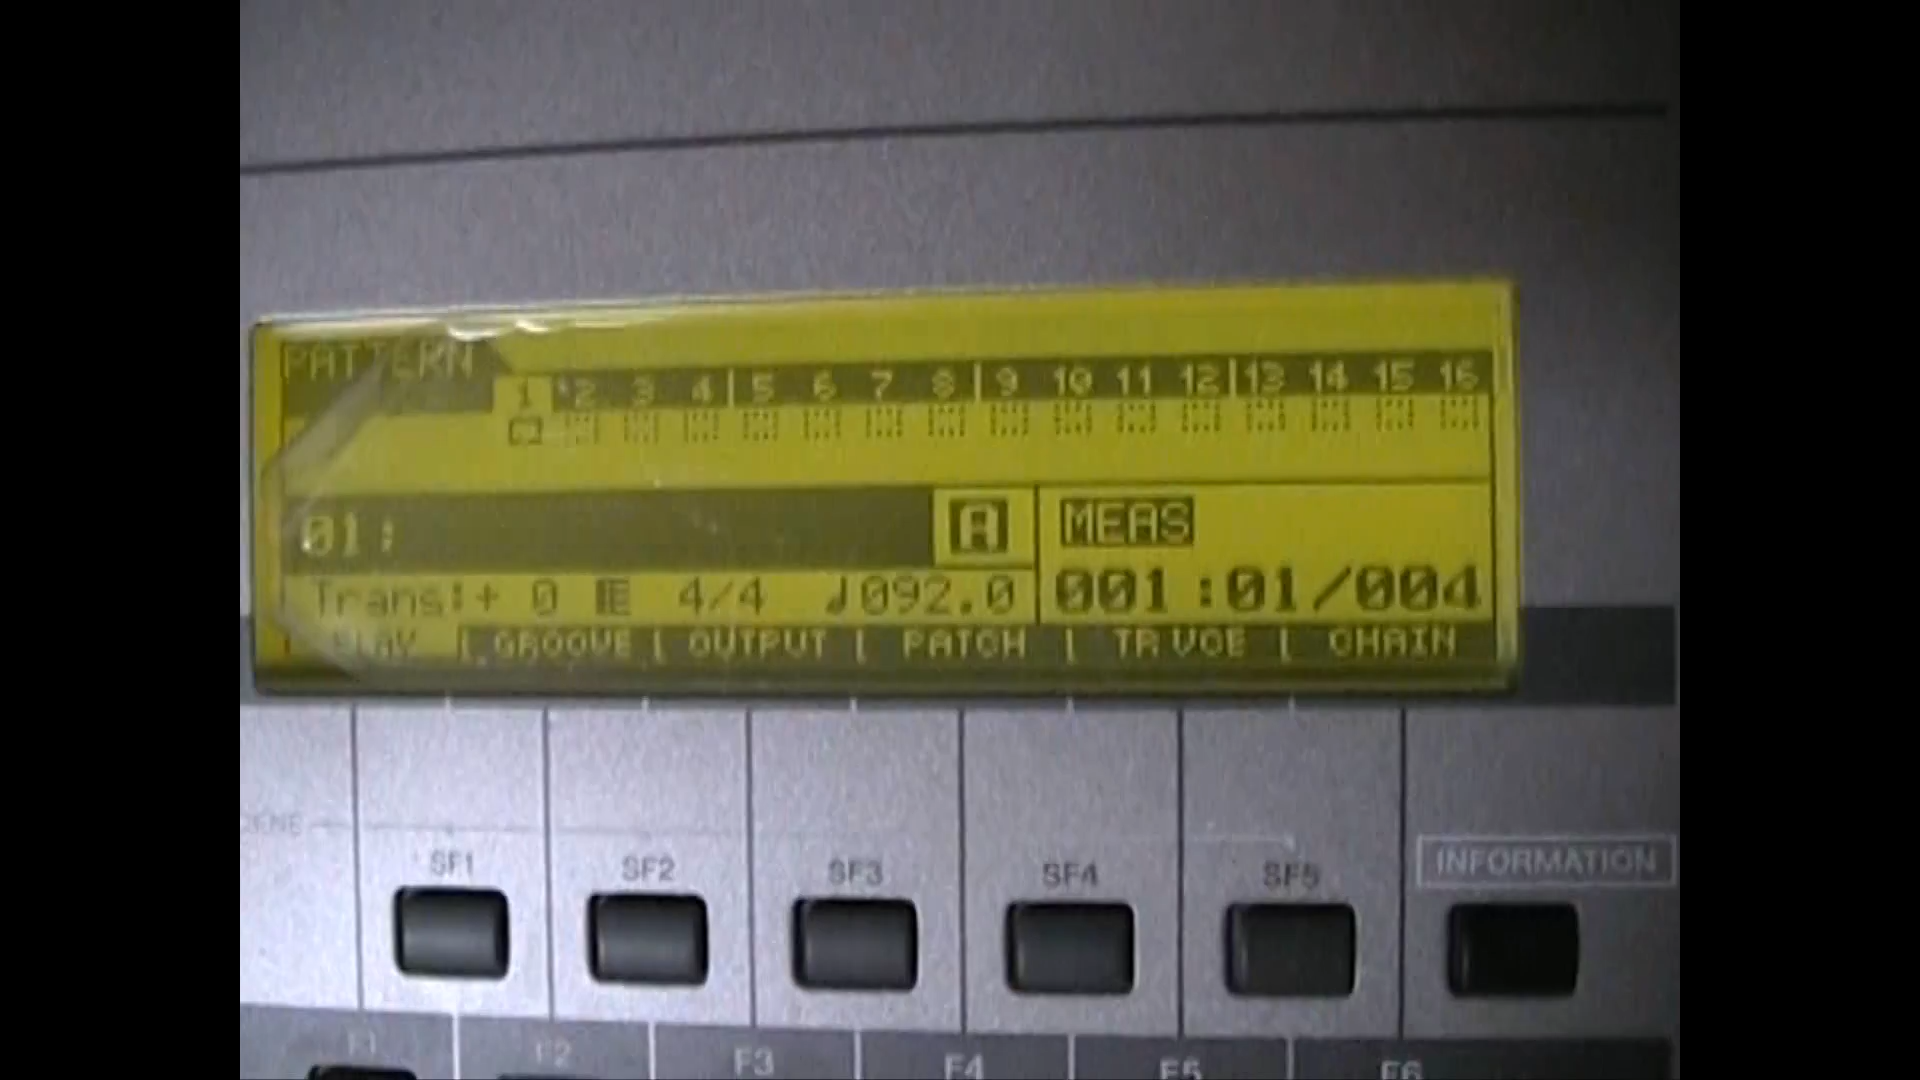 PATTERN
1 2 3 4 5 6 7 8 9 10 11 12 13 14 15 16
01: A MEAS
Trans:+ 0 4/4 ♩092.0 001:01/004
PLAY GROOVE OUTPUT PATCH TR VCE CHAIN
SF1 SF2 SF3 SF4 SF5 INFORMATION
F1 F2 F3 F4 F5 F6